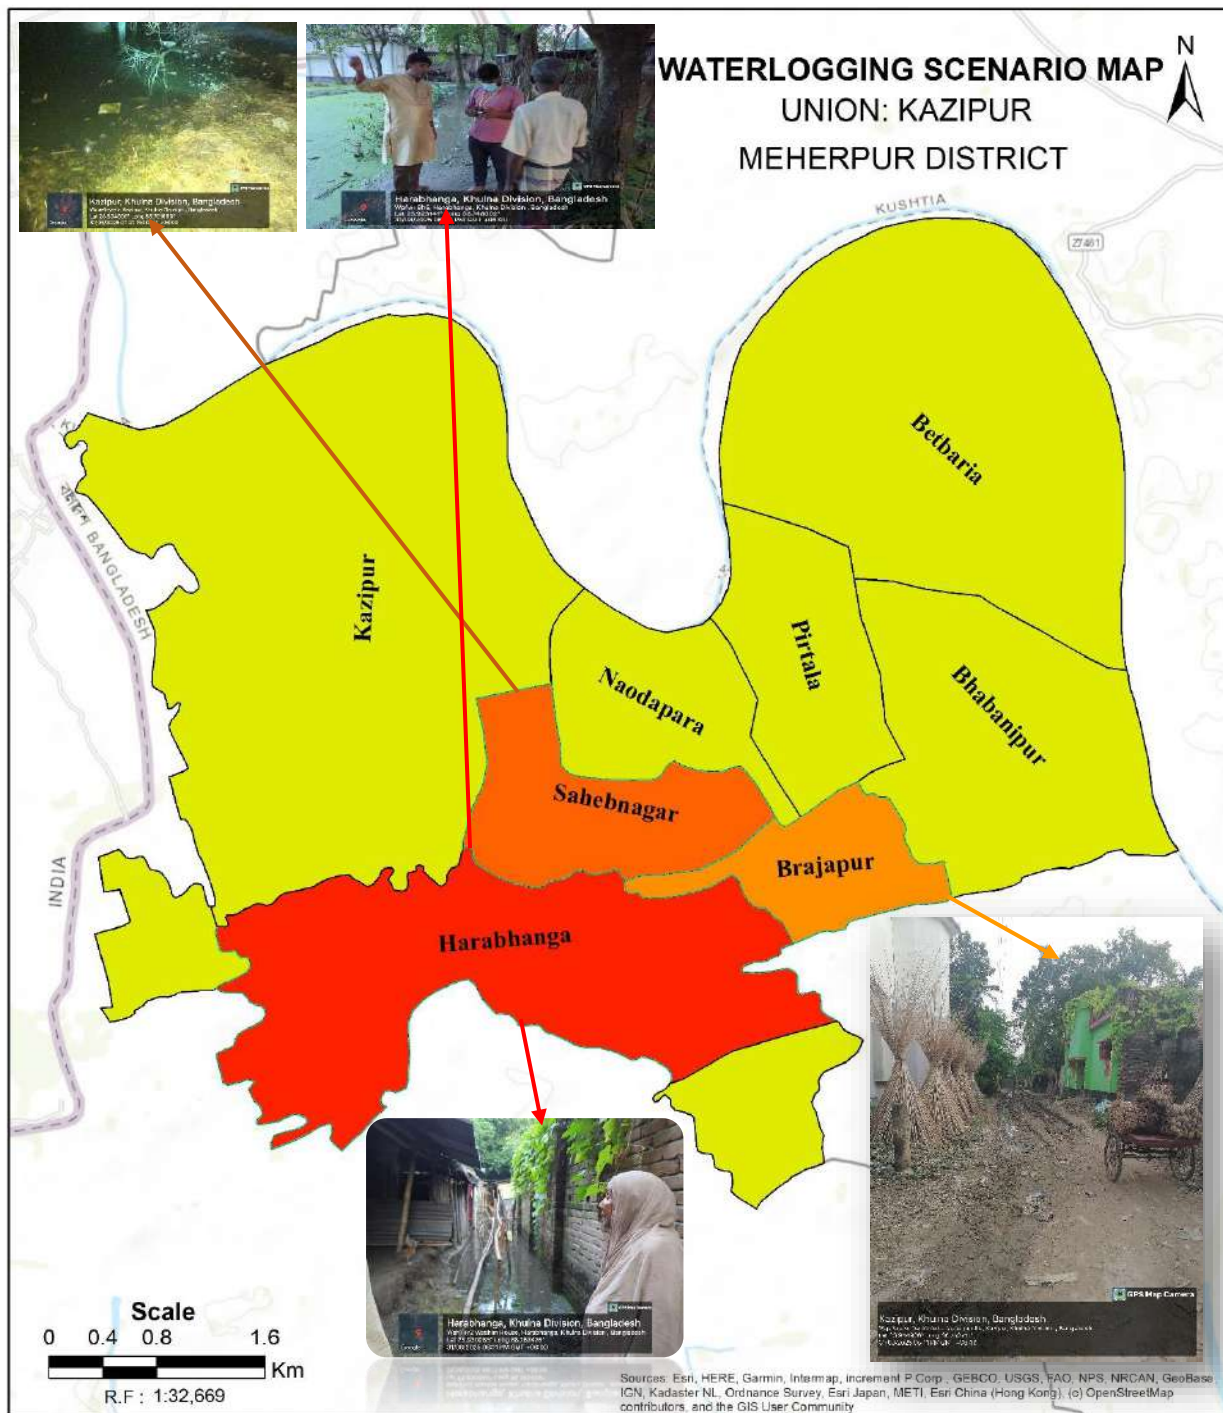 WATERLOGGING SCENARIO MAP
UNION: KAZIPUR
MEHERPUR DISTRICT
N
Kazipur, Khulna Division, Bangladesh
Harabhanga, Khulna Division, Bangladesh
KUSHTIA
27461
BANGLADESH
INDIA
Betbaria
Kazipur
Pirtala
Naodapara
Bhabanipur
Sahebnagar
Brajapur
Harabhanga
Harabhanga, Khulna Division, Bangladesh
GPS Map Camera
Kazipur, Khulna Division, Bangladesh
Scale
0 0.4 0.8 1.6
Km
R.F : 1:32,669
Sources: Esri, HERE, Garmin, Intermap, increment P Corp., GEBCO, USGS, FAO, NPS, NRCAN, GeoBase,
IGN, Kadaster NL, Ordnance Survey, Esri Japan, METI, Esri China (Hong Kong), (c) OpenStreetMap
contributors, and the GIS User Community